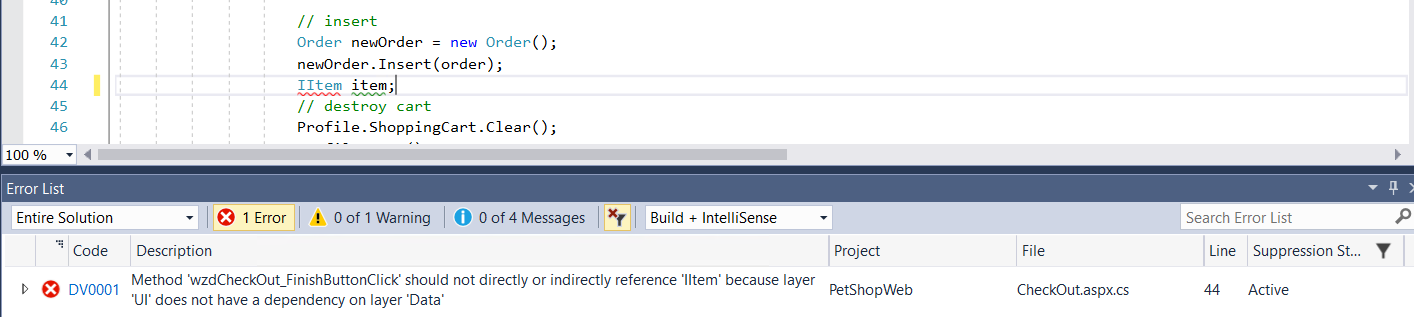 40
41 // insert
42 Order newOrder = new Order();
43 newOrder.Insert(order);
44 IItem item;
45 // destroy cart
46 Profile.ShoppingCart.Clear();
100 %
Error List
Entire Solution 1 Error 0 of 1 Warning 0 of 4 Messages Build + IntelliSense Search Error List
Code Description Project File Line Suppression St...
DV0001 Method 'wzdCheckOut_FinishButtonClick' should not directly or indirectly reference 'IItem' because layer PetShopWeb CheckOut.aspx.cs 44 Active
'UI' does not have a dependency on layer 'Data'